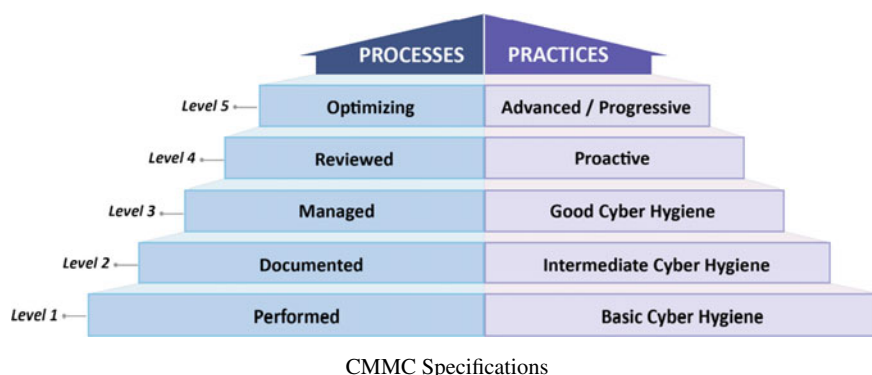 PROCESSES PRACTICES
Level 5 Optimizing Advanced / Progressive
Level 4 Reviewed Proactive
Level 3 Managed Good Cyber Hygiene
Level 2 Documented Intermediate Cyber Hygiene
Level 1 Performed Basic Cyber Hygiene
CMMC Specifications